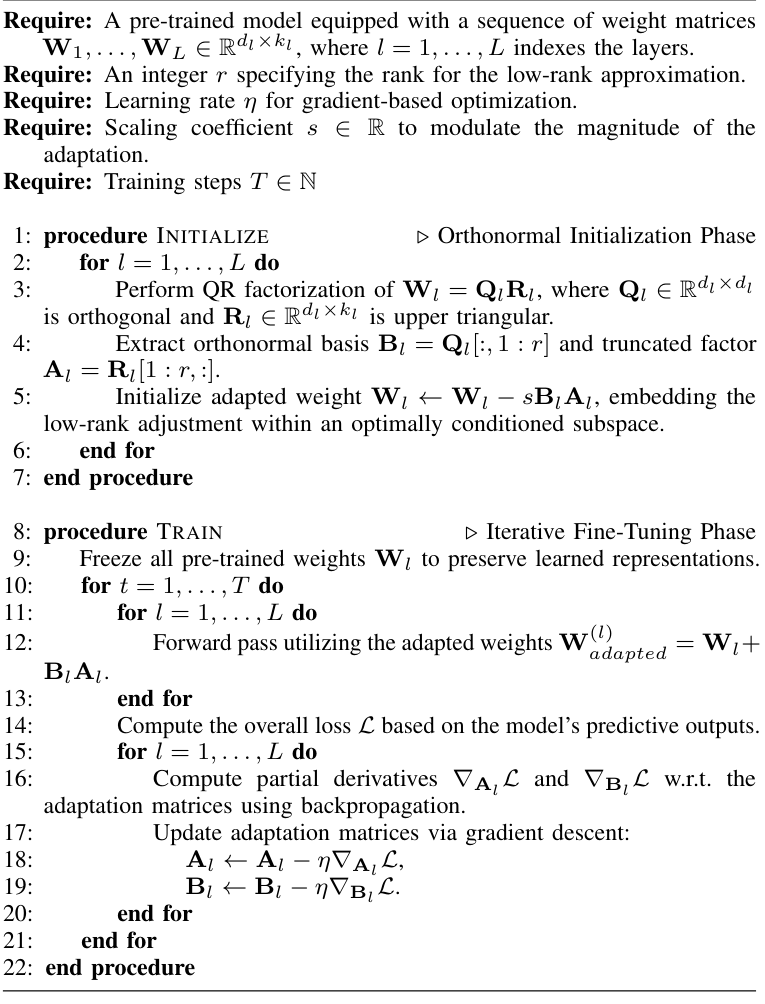 Require: A pre-trained model equipped with a sequence of weight matrices
W₁, . . . , W_L ∈ ℝ^{d_l×k_l}, where l = 1, . . . , L indexes the layers.
Require: An integer r specifying the rank for the low-rank approximation.
Require: Learning rate η for gradient-based optimization.
Require: Scaling coefficient s ∈ ℝ to modulate the magnitude of the
adaptation.
Require: Training steps T ∈ ℕ
1: procedure INITIALIZE ▷ Orthonormal Initialization Phase
2: for l = 1, . . . , L do
3: Perform QR factorization of W_l = Q_l R_l, where Q_l ∈ ℝ^{d_l×d_l}
is orthogonal and R_l ∈ ℝ^{d_l×k_l} is upper triangular.
4: Extract orthonormal basis B_l = Q_l[:, 1 : r] and truncated factor
A_l = R_l[1 : r, :].
5: Initialize adapted weight W_l ← W_l − sB_l A_l, embedding the
low-rank adjustment within an optimally conditioned subspace.
6: end for
7: end procedure
8: procedure TRAIN ▷ Iterative Fine-Tuning Phase
9: Freeze all pre-trained weights W_l to preserve learned representations.
10: for t = 1, . . . , T do
11: for l = 1, . . . , L do
12: Forward pass utilizing the adapted weights W^{(l)}_{adapted} = W_l+
B_l A_l.
13: end for
14: Compute the overall loss ℒ based on the model's predictive outputs.
15: for l = 1, . . . , L do
16: Compute partial derivatives ∇_{A_l}ℒ and ∇_{B_l}ℒ w.r.t. the
adaptation matrices using backpropagation.
17: Update adaptation matrices via gradient descent:
18: A_l ← A_l − η∇_{A_l}ℒ,
19: B_l ← B_l − η∇_{B_l}ℒ.
20: end for
21: end for
22: end procedure